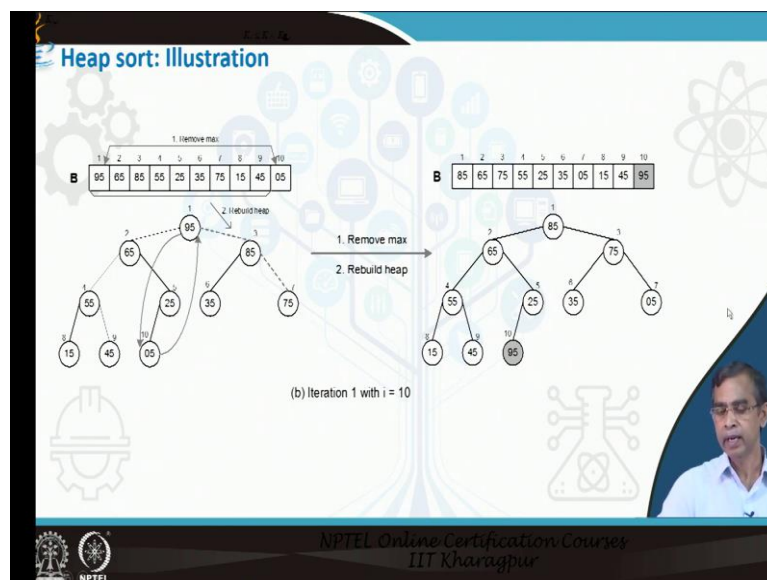 Heap sort: Illustration
1. Remove max
1 2 3 4 5 6 7 8 9 10
B 95 65 85 55 25 35 75 15 45 05
2. Rebuild heap
1
95
2 3
65 85
4 5 6 7
55 25 35 75
8 9 10
15 45 05
1. Remove max
2. Rebuild heap
1 2 3 4 5 6 7 8 9 10
B 85 65 75 55 25 35 05 15 45 95
1
85
2 3
65 75
4 5 6 7
55 25 35 05
8 9 10
15 45 95
(b) Iteration 1 with i = 10
NPTEL Online Certification Courses
IIT Kharagpur
NPTEL